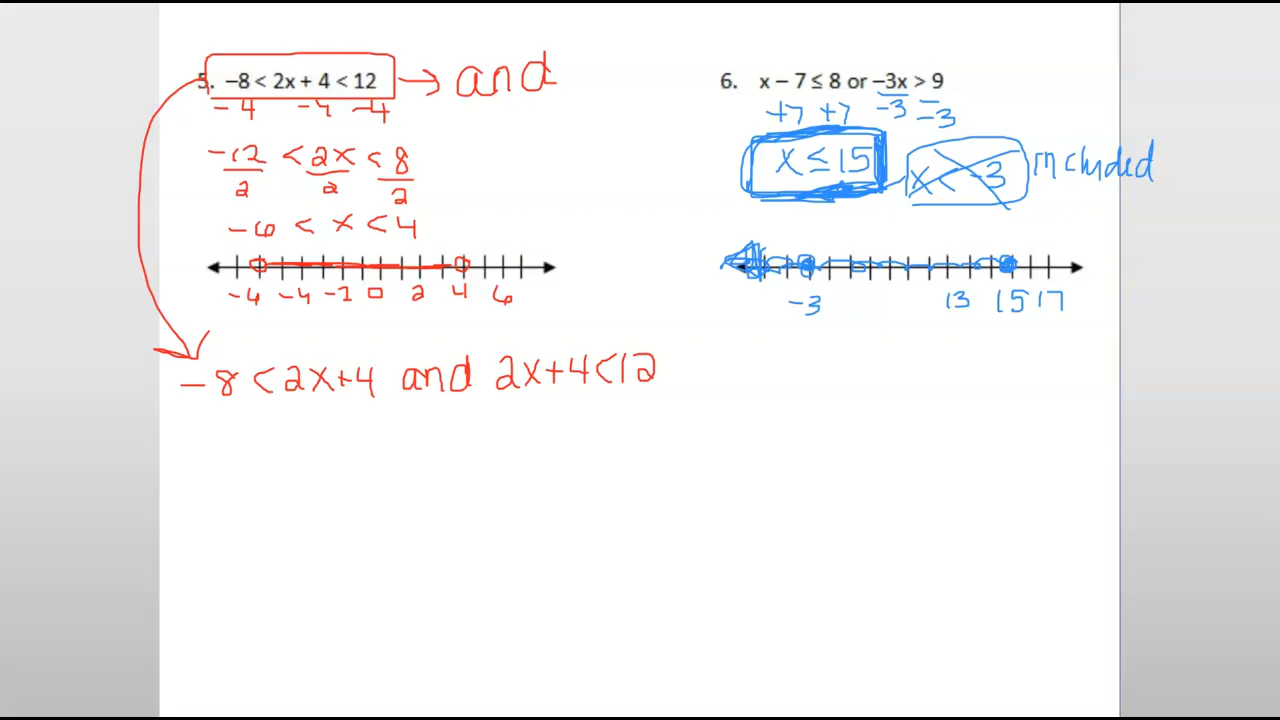 5. −8 < 2x + 4 < 12 → and
−4 −4 −4
−12 < 2x < 8
2 2 2
−6 < x < 4
−6 −4 −2 0 2 4 6
−8 < 2x+4 and 2x+4 < 12
6. x − 7 ≤ 8 or −3x > 9
+7 +7 −3 −3
x ≤ 15 x < −3 included
−3 13 15 17